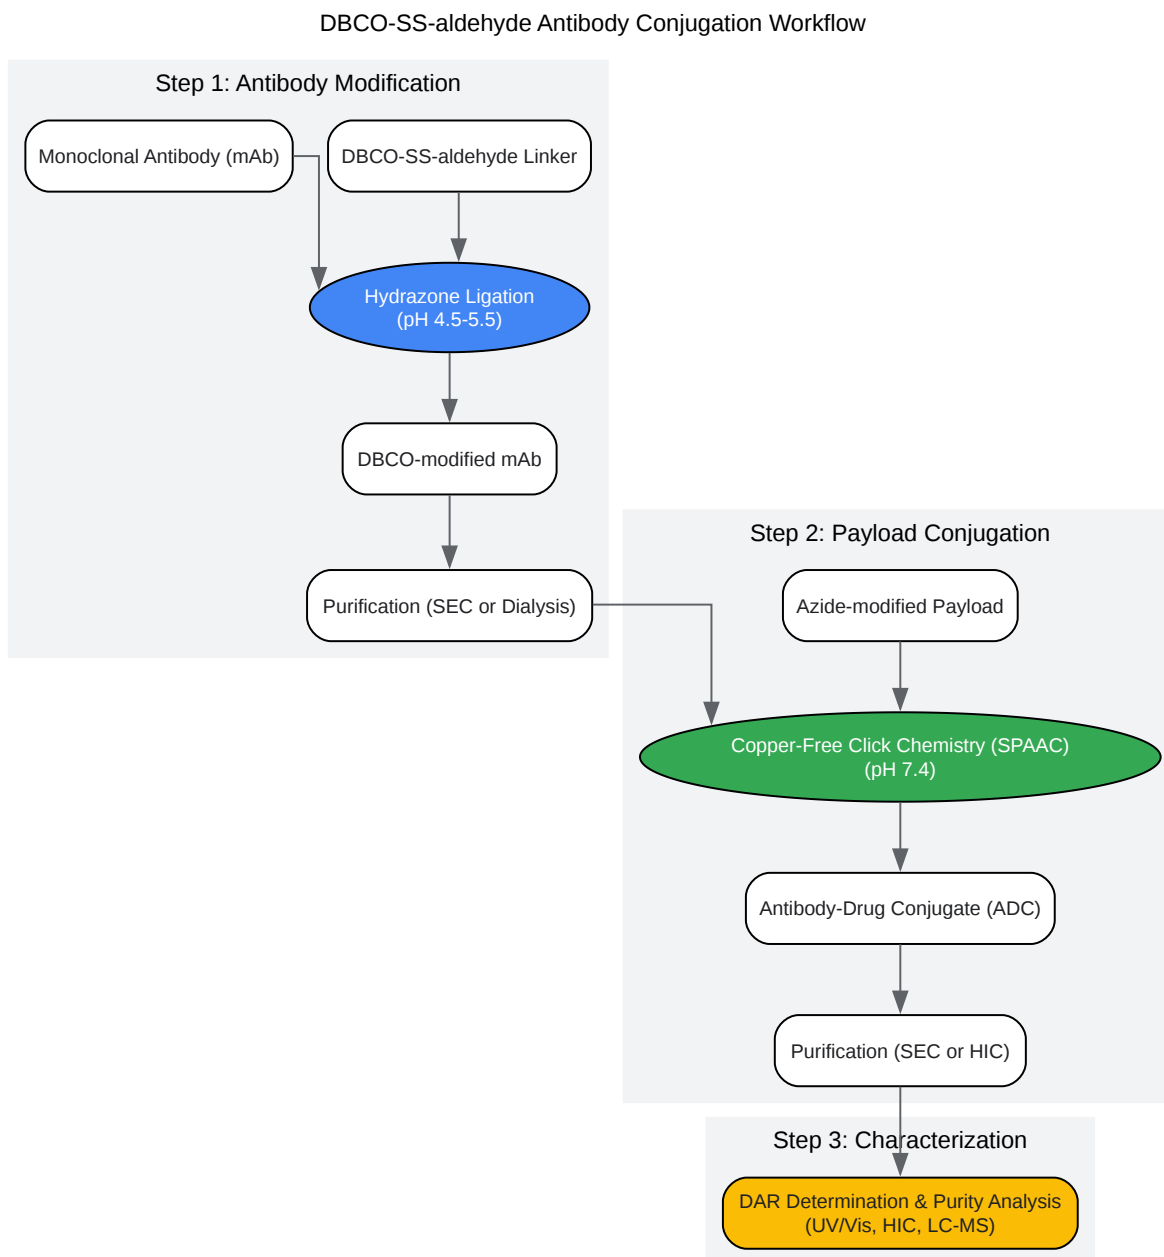 DBCO-SS-aldehyde Antibody Conjugation Workflow
Step 1: Antibody Modification
Monoclonal Antibody (mAb)
DBCO-SS-aldehyde Linker
Hydrazone Ligation
(pH 4.5-5.5)
DBCO-modified mAb
Purification (SEC or Dialysis)
Step 2: Payload Conjugation
Azide-modified Payload
Copper-Free Click Chemistry (SPAAC)
(pH 7.4)
Antibody-Drug Conjugate (ADC)
Purification (SEC or HIC)
Step 3: Characterization
DAR Determination & Purity Analysis
(UV/Vis, HIC, LC-MS)